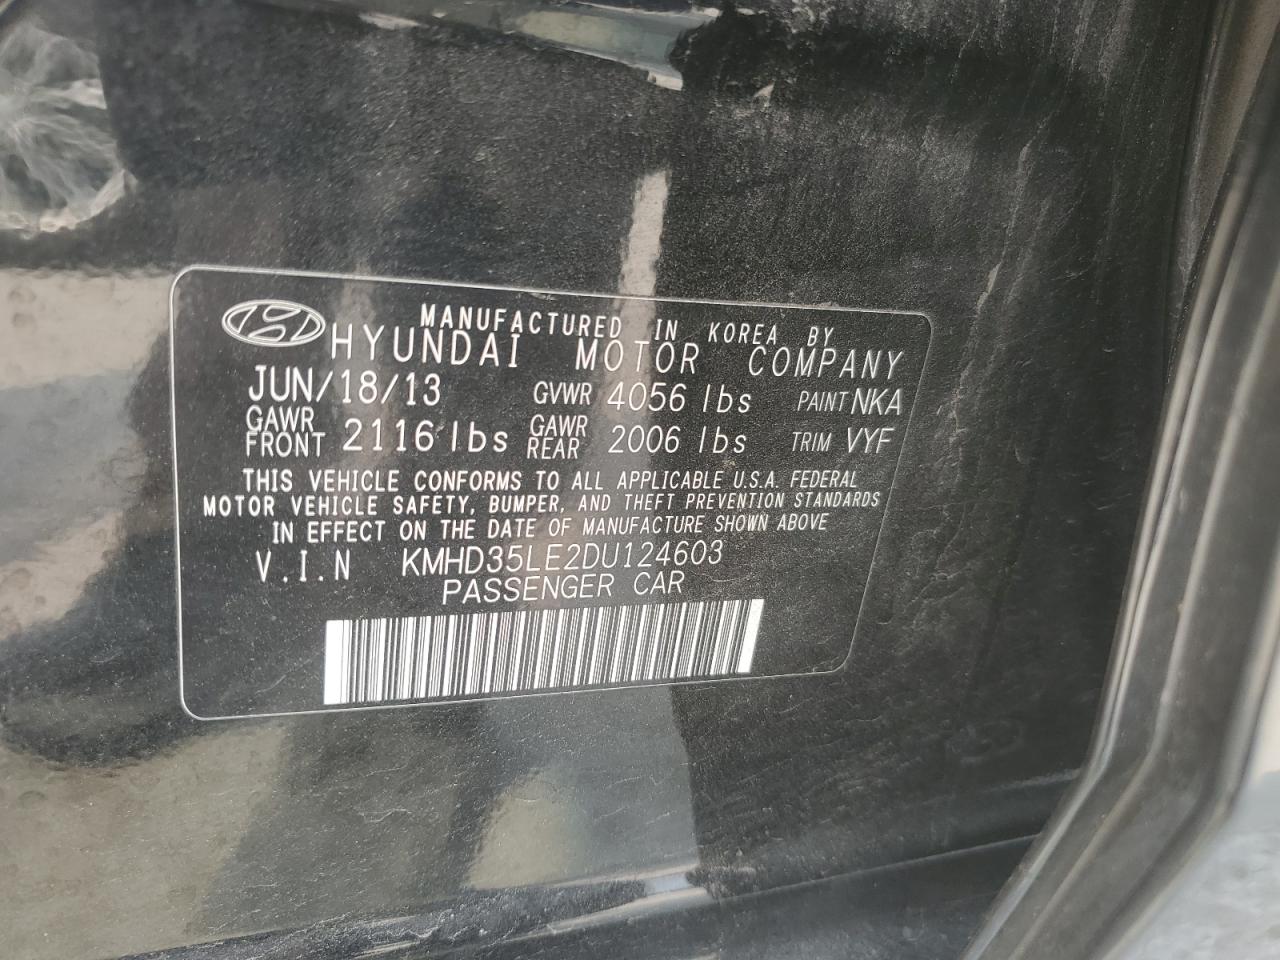 MANUFACTURED IN KOREA BY
HYUNDAI MOTOR COMPANY
JUN/18/13 GVWR 4056 lbs PAINT NKA
GAWR FRONT 2116 lbs GAWR REAR 2006 lbs TRIM VYF
THIS VEHICLE CONFORMS TO ALL APPLICABLE U.S.A. FEDERAL
MOTOR VEHICLE SAFETY, BUMPER, AND THEFT PREVENTION STANDARDS
IN EFFECT ON THE DATE OF MANUFACTURE SHOWN ABOVE
V.I.N KMHD35LE2DU124603
PASSENGER CAR